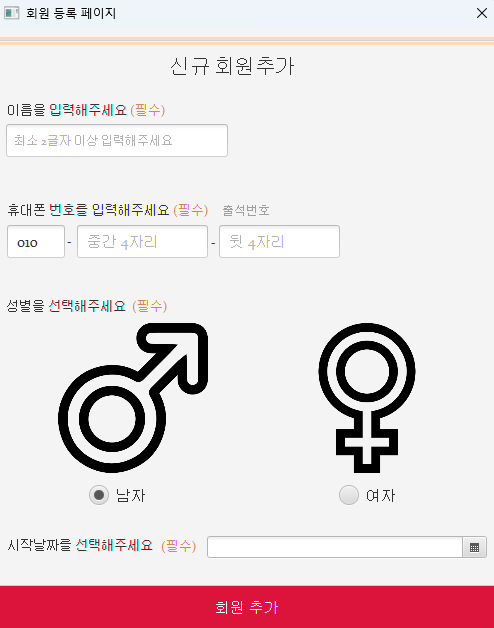 회원 등록 페이지
신규 회원추가
이름을 입력해주세요 (필수)
최소 2글자 이상 입력해주세요
휴대폰 번호를 입력해주세요 (필수) 출석번호
010 - 중간 4자리 - 뒷 4자리
성별을 선택해주세요 (필수)
남자 여자
시작날짜를 선택해주세요 (필수)
회원 추가